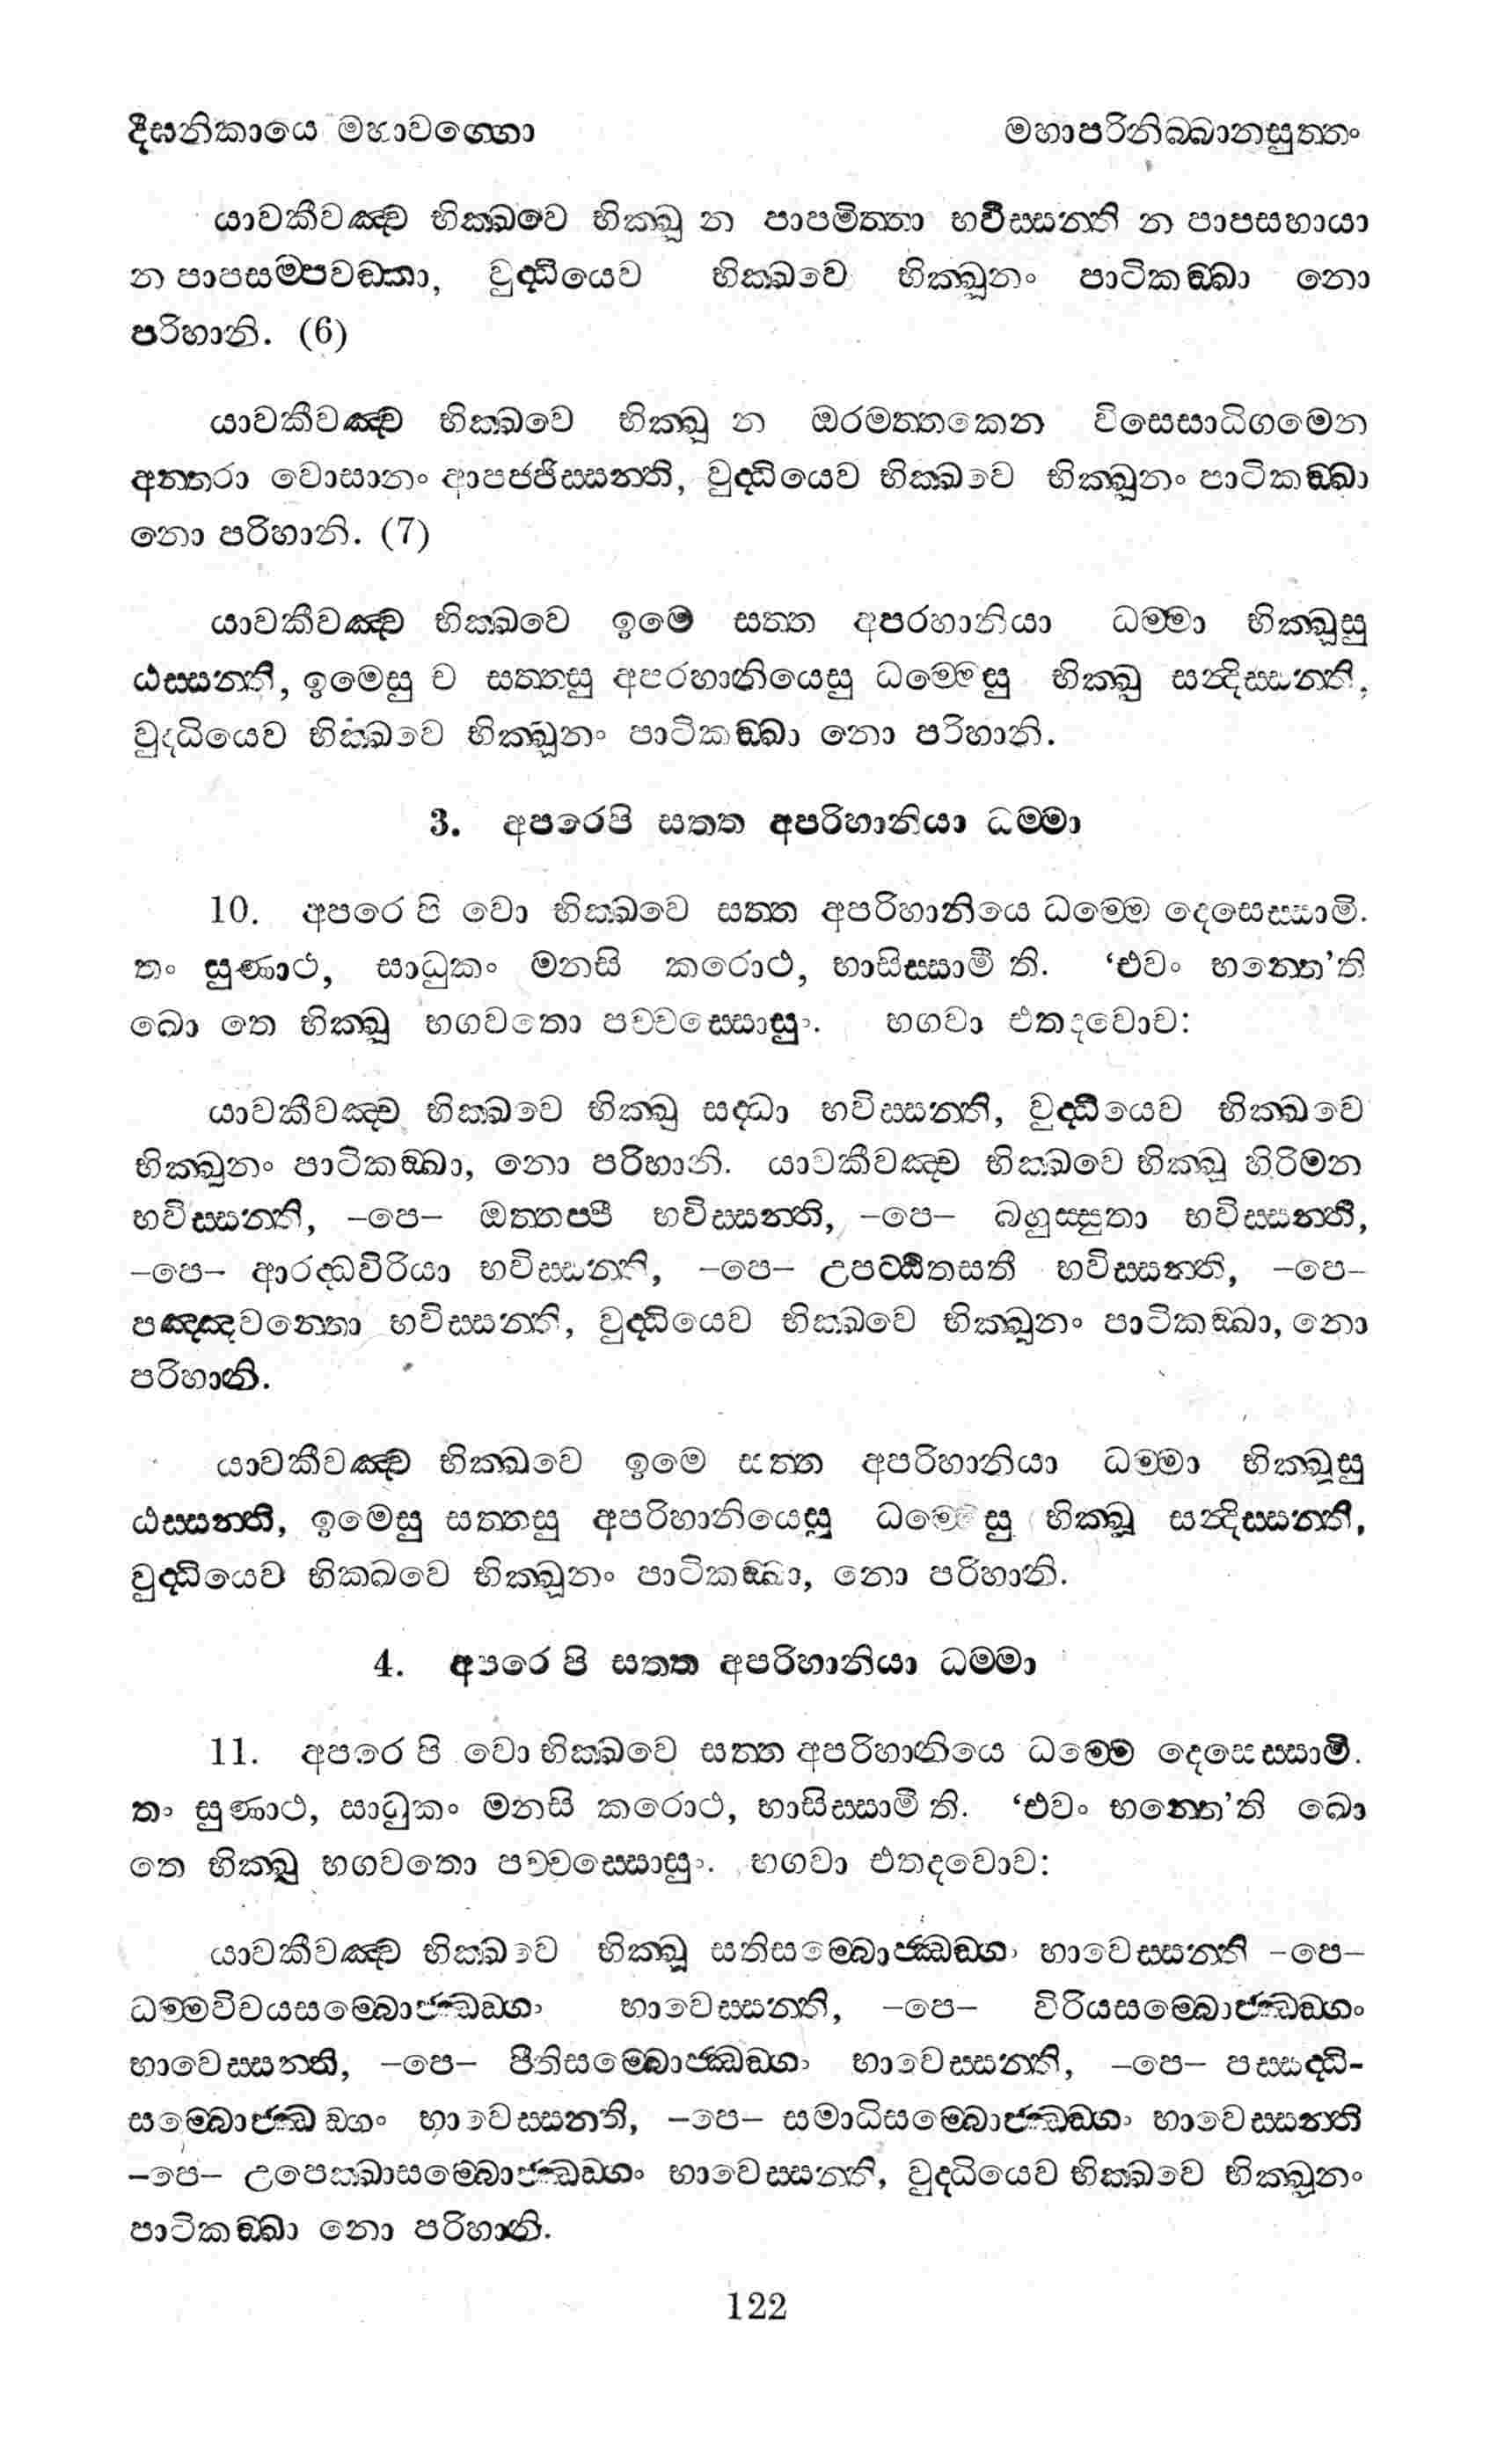 දීඝනිකායෙ මහාවග්ගො මහාපරිනිබ්බානසුත්තං
යාවකීවඤ්ච භික්ඛවෙ භික්ඛූ න පාපමිත්තා භවිස්සන්ති න පාපසහායා
න පාපසම්පවඞ්කා, වුද්ධියෙව භික්ඛවෙ භික්ඛූනං පාටිකඞ්ඛා නො
පරිහානි. (6)
යාවකීවඤ්ච භික්ඛවෙ භික්ඛූ න ඔරමත්තකෙන විසෙසාධිගමෙන
අන්තරා වොසානං ආපජ්ජිස්සන්ති, වුද්ධියෙව භික්ඛවෙ භික්ඛූනං පාටිකඞ්ඛා
නො පරිහානි. (7)
යාවකීවඤ්ච භික්ඛවෙ ඉමෙ සත්ත අපරහානියා ධම්මා භික්ඛූසු
ඨස්සන්ති, ඉමෙසු ච සත්තසු අපරහානියෙසු ධම්මෙසු භික්ඛු සන්දිස්සන්ති,
වුද්ධියෙව භික්ඛවෙ භික්ඛූනං පාටිකඞ්ඛා නො පරිහානි.
3. අපරෙපි සත්ත අපරිහානියා ධම්මා
10. අපරෙ පි වො භික්ඛවෙ සත්ත අපරිහානියෙ ධම්මෙ දෙසෙස්සාමි.
තං සුණාථ, සාධුකං මනසි කරොථ, භාසිස්සාමී ති. ‘එවං භන්තෙ’ති
ඛො තෙ භික්ඛූ භගවතො පච්චස්සොසුං. භගවා එතදවොච:
යාවකීවඤ්ච භික්ඛවෙ භික්ඛු සද්ධා භවිස්සන්ති, වුද්ධියෙව භික්ඛවෙ
භික්ඛූනං පාටිකඞ්ඛා, නො පරිහානි. යාවකීවඤ්ච භික්ඛවෙ භික්ඛූ හිරිමන
භවිස්සන්ති, –පෙ– ඔත්තප්පී භවිස්සන්ති, –පෙ– බහුස්සුතා භවිස්සන්ති,
–පෙ– ආරද්ධවිරියා භවිස්සන්ති, –පෙ– උපට්ඨිතසතී භවිස්සන්ති, –පෙ–
පඤ්ඤවන්තො භවිස්සන්ති, වුද්ධියෙව භික්ඛවෙ භික්ඛූනං පාටිකඞ්ඛා, නො
පරිහානි.
යාවකීවඤ්ච භික්ඛවෙ ඉමෙ සත්ත අපරිහානියා ධම්මා භික්ඛූසු
ඨස්සන්ති, ඉමෙසු සත්තසු අපරිහානියෙසු ධම්මෙසු භික්ඛූ සන්දිස්සන්ති,
වුද්ධියෙව භික්ඛවෙ භික්ඛූනං පාටිකඞ්ඛා, නො පරිහානි.
4. අපරෙ පි සත්ත අපරිහානියා ධම්මා
11. අපරෙ පි වො භික්ඛවෙ සත්ත අපරිහානියෙ ධම්මෙ දෙසෙස්සාමි.
තං සුණාථ, සාධුකං මනසි කරොථ, භාසිස්සාමී ති. ‘එවං භන්තෙ’ති ඛො
තෙ භික්ඛු භගවතො පච්චස්සොසුං. භගවා එතදවොච:
යාවකීවඤ්ච භික්ඛවෙ භික්ඛූ සතිසම්බොජ්ඣඞ්ගං භාවෙස්සන්ති –පෙ–
ධම්මවිචයසම්බොජ්ඣඞ්ගං භාවෙස්සන්ති, –පෙ– විරියසම්බොජ්ඣඞ්ගං
භාවෙස්සන්ති, –පෙ– පීතිසම්බොජ්ඣඞ්ගං භාවෙස්සන්ති, –පෙ– පස්සද්ධි-
සම්බොජ්ඣඞ්ගං භාවෙස්සන්ති, –පෙ– සමාධිසම්බොජ්ඣඞ්ගං භාවෙස්සන්ති
–පෙ– උපෙක්ඛාසම්බොජ්ඣඞ්ගං භාවෙස්සන්ති, වුද්ධියෙව භික්ඛවෙ භික්ඛූනං
පාටිකඞ්ඛා නො පරිහානි.
122